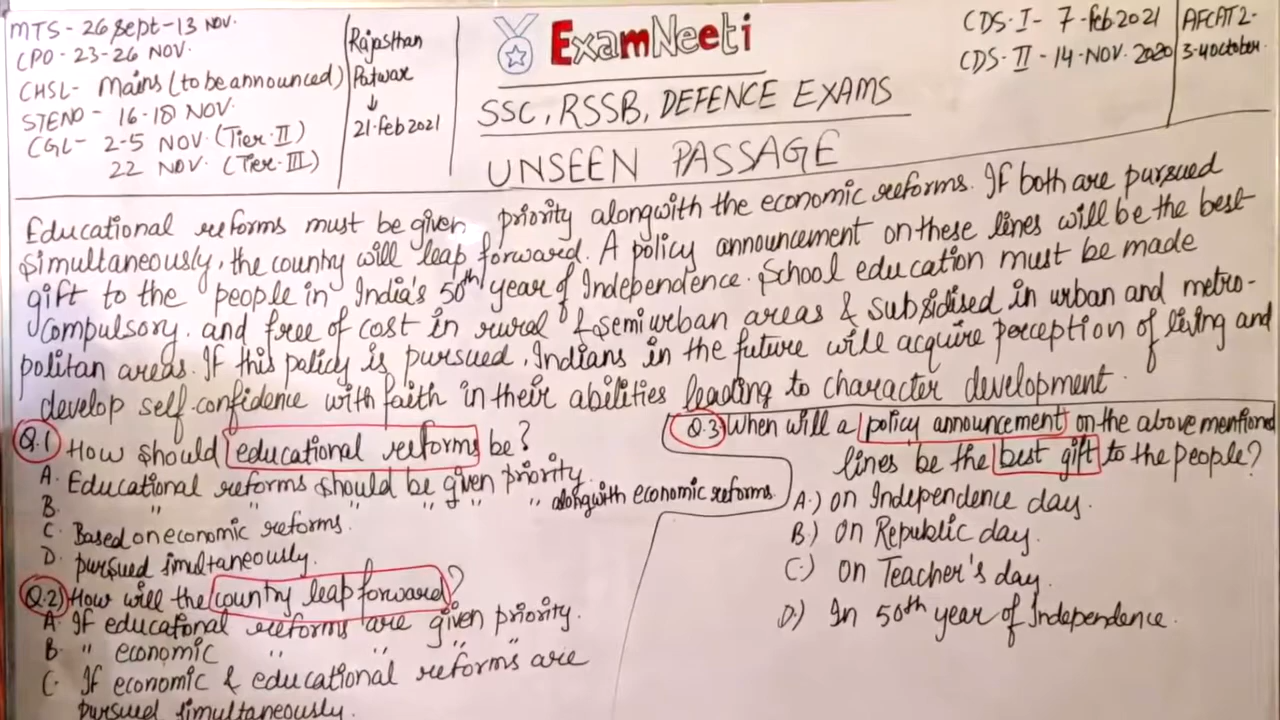 MTS - 26 Sept - 13 Nov.
CPO - 23-26 NOV.
CHSL - Mains (to be announced)
STENO - 16-18 NOV.
CGL - 2-5 NOV. (Tier-II)
22 NOV. (Tier-III)
Rajasthan
Patwar
↓
21-feb 2021
ExamNeeti
SSC, RSSB, DEFENCE EXAMS
UNSEEN PASSAGE
CDS-I - 7-feb 2021
CDS-II - 14-NOV. 2020
AFCAT 2-
3-4 october.
Educational reforms must be given priority alongwith the economic reforms. If both are pursued
simultaneously, the country will leap forward. A policy announcement on these lines will be the best
gift to the people in India's 50th year of Independence. School education must be made
Compulsory. and free of cost in rural & semi urban areas & subsidised in urban and metro-
politan areas. If this policy is pursued, Indians in the future will acquire perception of living and
develop self-confidence with faith in their abilities leading to character development.
Q.1 How should educational reforms be?
A. Educational reforms should be given priority.
B. " " " " " " alongwith economic reforms.
C. Based on economic reforms.
D. pursued simultaneously.
Q.2) How will the country leap forward?
A. If educational reforms are given priority.
B. " economic " " " "
C. If economic & educational reforms are
pursued simultaneously.
Q.3 When will a policy announcement on the above mentioned
lines be the best gift to the people?
A.) on Independence day.
B.) on Republic day.
C.) on Teacher's day.
D.) In 50th year of Independence.